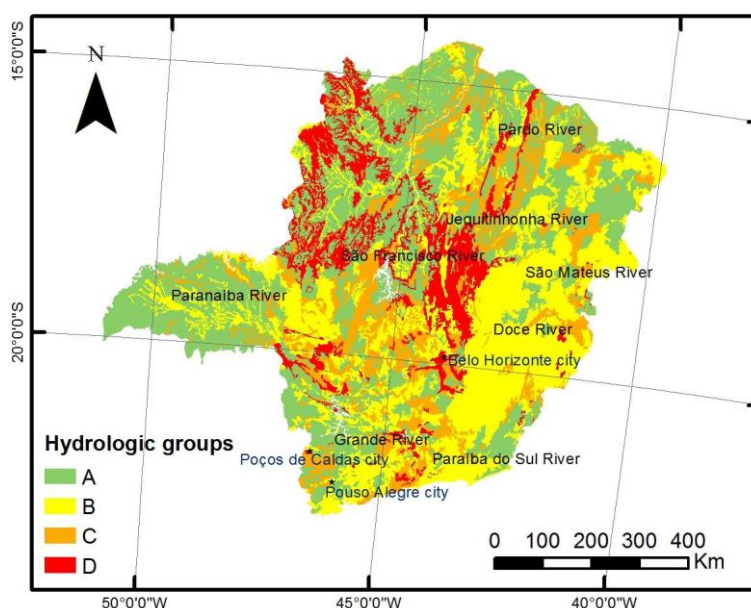 15°0'0"S
N
Pardo River
Jequitinhonha River
São Francisco River
São Mateus River
Paranaiba River
20°0'0"S
Doce River
Belo Horizonte city
Hydrologic groups
A
B
C
D
Grande River
Poços de Caldas city
Paraiba do Sul River
Pouso Alegre city
0 100 200 300 400
Km
50°0'0"W 45°0'0"W 40°0'0"W